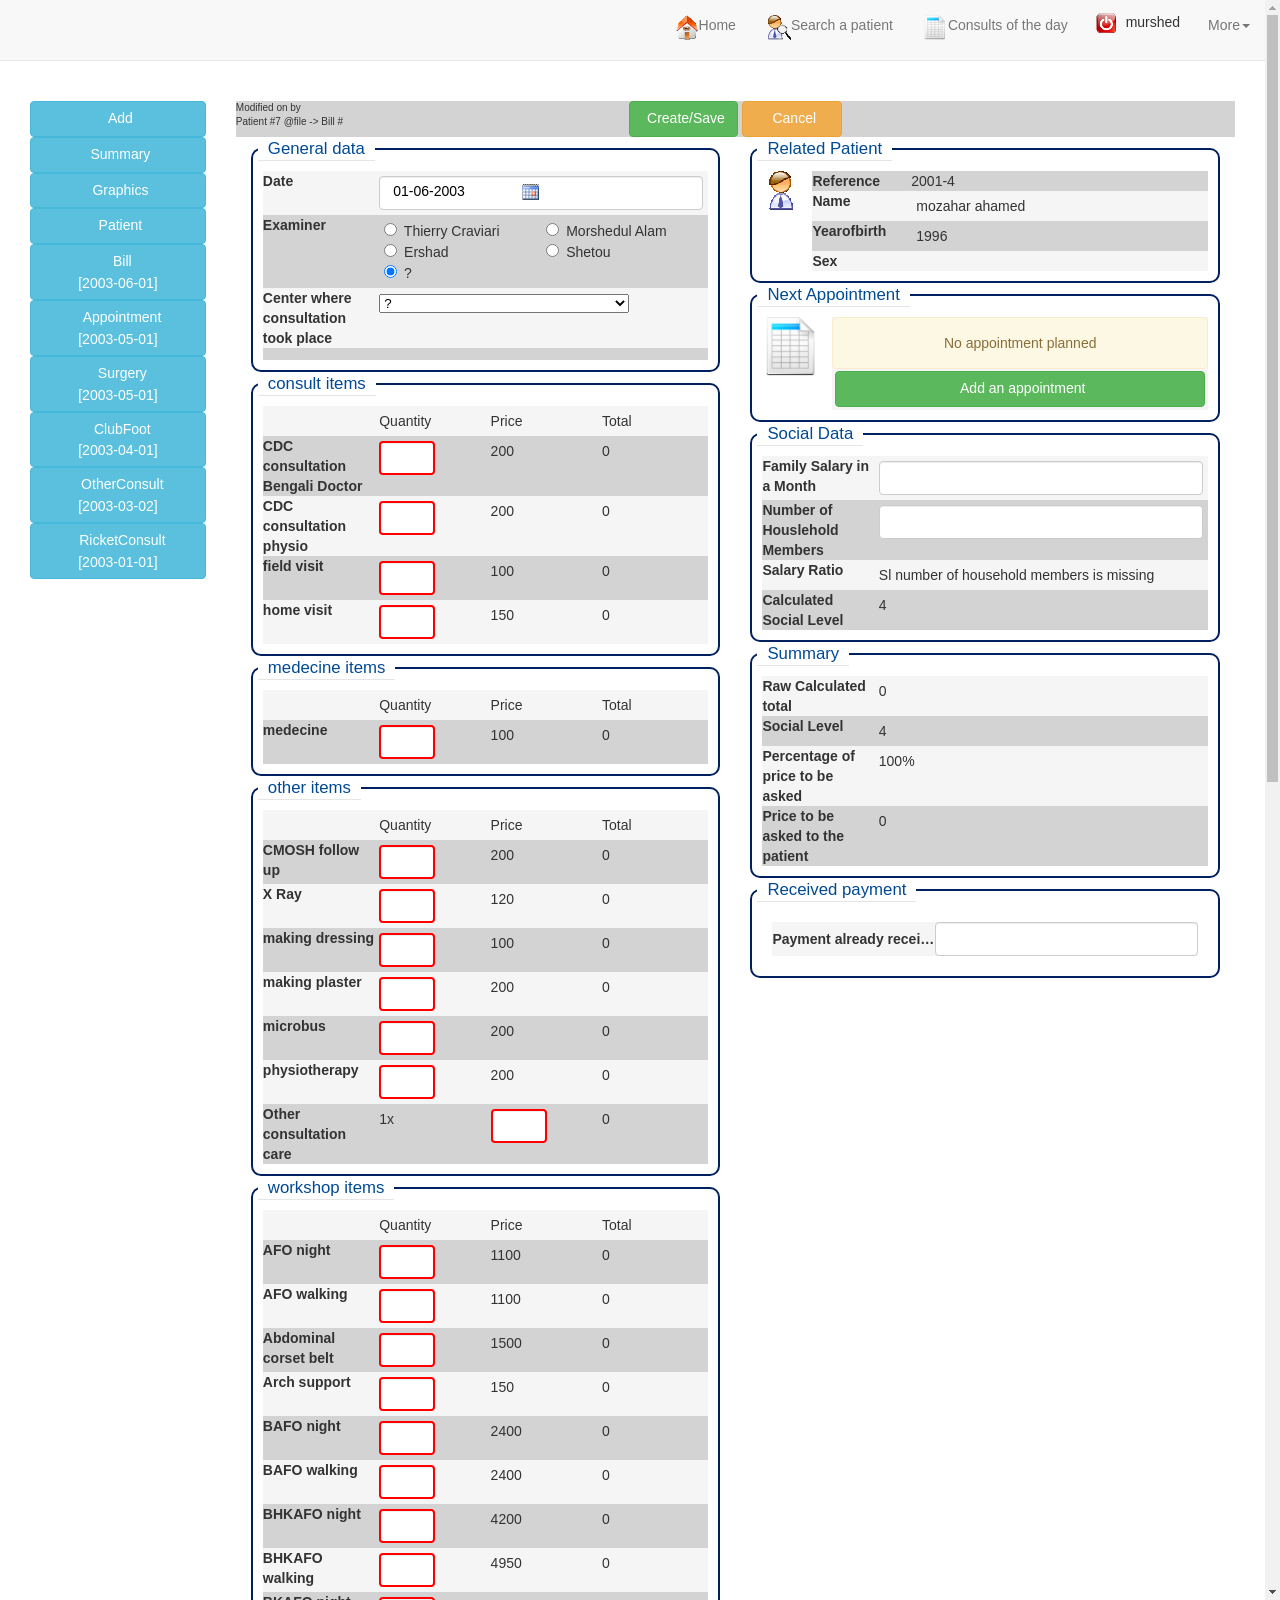 Home
Search a patient
Consults of the day
murshed
More
Add
Summary
Graphics
Patient
Bill
[2003-06-01]
Appointment
[2003-05-01]
Surgery
[2003-05-01]
ClubFoot
[2003-04-01]
OtherConsult
[2003-03-02]
RicketConsult
[2003-01-01]
Modified on by
Patient #7 @file -> Bill #
Create/Save
Cancel
General data
Date
01-06-2003
Examiner
Thierry Craviari
Morshedul Alam
Ershad
Shetou
?
Center where
consultation
took place
?
consult items
Quantity Price Total
CDC
consultation
Bengali Doctor
200 0
CDC
consultation
physio
200 0
field visit 100 0
home visit 150 0
medecine items
Quantity Price Total
medecine 100 0
other items
Quantity Price Total
CMOSH follow
up
200 0
X Ray 120 0
making dressing 100 0
making plaster 200 0
microbus 200 0
physiotherapy 200 0
Other
consultation
care
1x 0
workshop items
Quantity Price Total
AFO night 1100 0
AFO walking 1100 0
Abdominal
corset belt
1500 0
Arch support 150 0
BAFO night 2400 0
BAFO walking 2400 0
BHKAFO night 4200 0
BHKAFO
walking
4950 0
BKAFO night
Related Patient
Reference 2001-4
Name mozahar ahamed
Yearofbirth 1996
Sex
Next Appointment
No appointment planned
Add an appointment
Social Data
Family Salary in
a Month
Number of
Houslehold
Members
Salary Ratio Sl number of household members is missing
Calculated
Social Level
4
Summary
Raw Calculated
total
0
Social Level 4
Percentage of
price to be
asked
100%
Price to be
asked to the
patient
0
Received payment
Payment already recei…